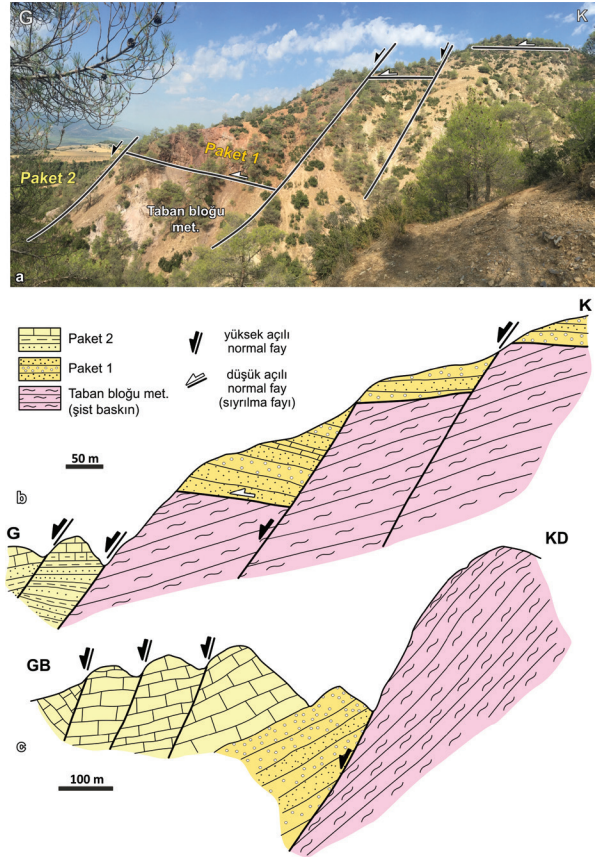 G
K
Paket 2
Paket 1
Taban bloğu
met.
a
K
Paket 2
Paket 1
Taban bloğu met.
(şist baskın)
yüksek açılı
normal fay
düşük açılı
normal fay
(sıyrılma fayı)
50 m
b
G
KD
GB
c
100 m